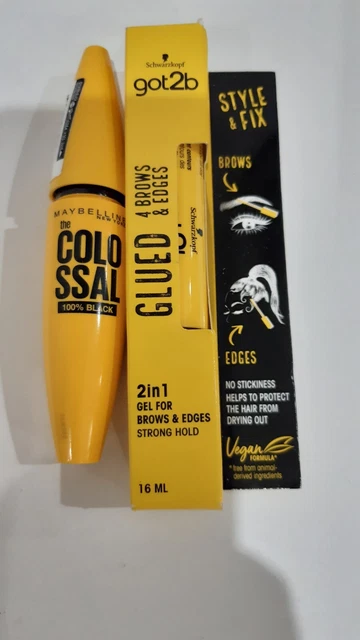 MAYBELLINE
NEW YORK
the
COLO
SSAL
100% BLACK
Schwarzkopf
got2b
GLUED
4 BROWS
& EDGES
Schwarzkopf
2in1
GEL FOR
BROWS & EDGES
STRONG HOLD
16 ML
STYLE
& FIX
BROWS
EDGES
NO STICKINESS
HELPS TO PROTECT
THE HAIR FROM
DRYING OUT
Vegan
FORMULA*
* free from animal-
derived ingredients